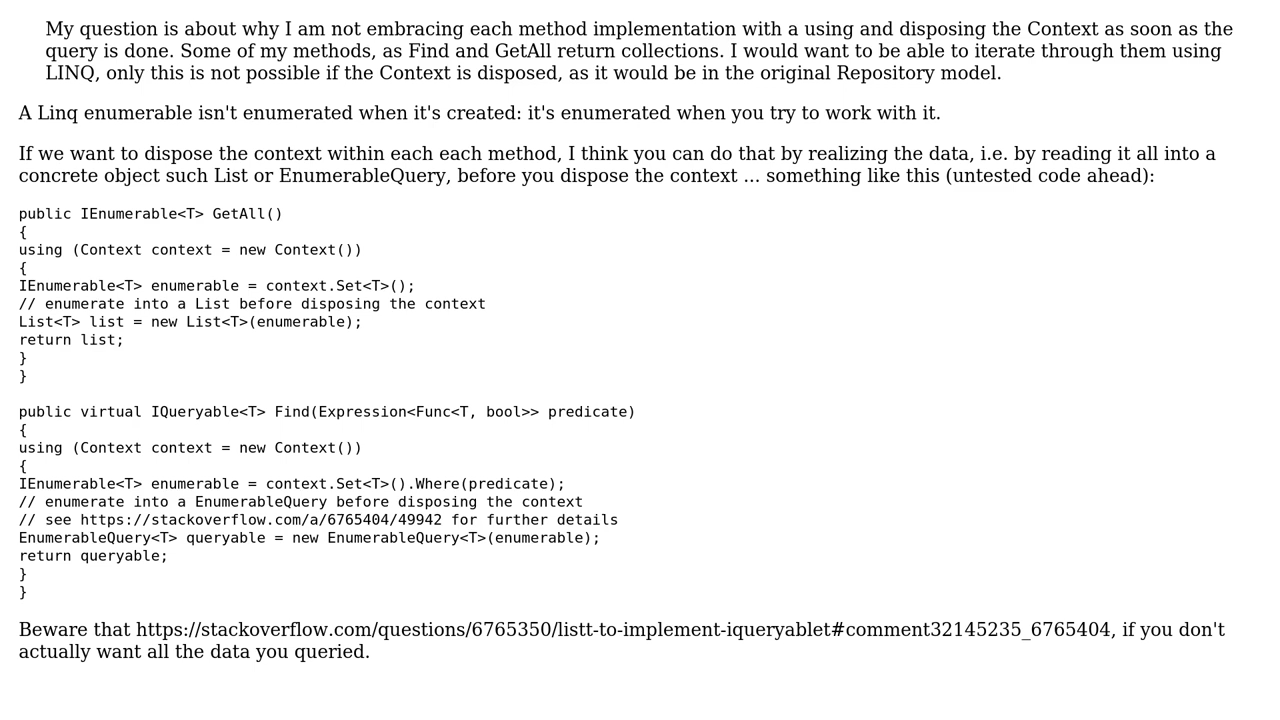 My question is about why I am not embracing each method implementation with a using and disposing the Context as soon as the
query is done. Some of my methods, as Find and GetAll return collections. I would want to be able to iterate through them using
LINQ, only this is not possible if the Context is disposed, as it would be in the original Repository model.
A Linq enumerable isn't enumerated when it's created: it's enumerated when you try to work with it.
If we want to dispose the context within each each method, I think you can do that by realizing the data, i.e. by reading it all into a
concrete object such List or EnumerableQuery, before you dispose the context ... something like this (untested code ahead):
public IEnumerable<T> GetAll()
{
using (Context context = new Context())
{
IEnumerable<T> enumerable = context.Set<T>();
// enumerate into a List before disposing the context
List<T> list = new List<T>(enumerable);
return list;
}
}
public virtual IQueryable<T> Find(Expression<Func<T, bool>> predicate)
{
using (Context context = new Context())
{
IEnumerable<T> enumerable = context.Set<T>().Where(predicate);
// enumerate into a EnumerableQuery before disposing the context
// see https://stackoverflow.com/a/6765404/49942 for further details
EnumerableQuery<T> queryable = new EnumerableQuery<T>(enumerable);
return queryable;
}
}
Beware that https://stackoverflow.com/questions/6765350/listt-to-implement-iqueryablet#comment32145235_6765404, if you don't
actually want all the data you queried.